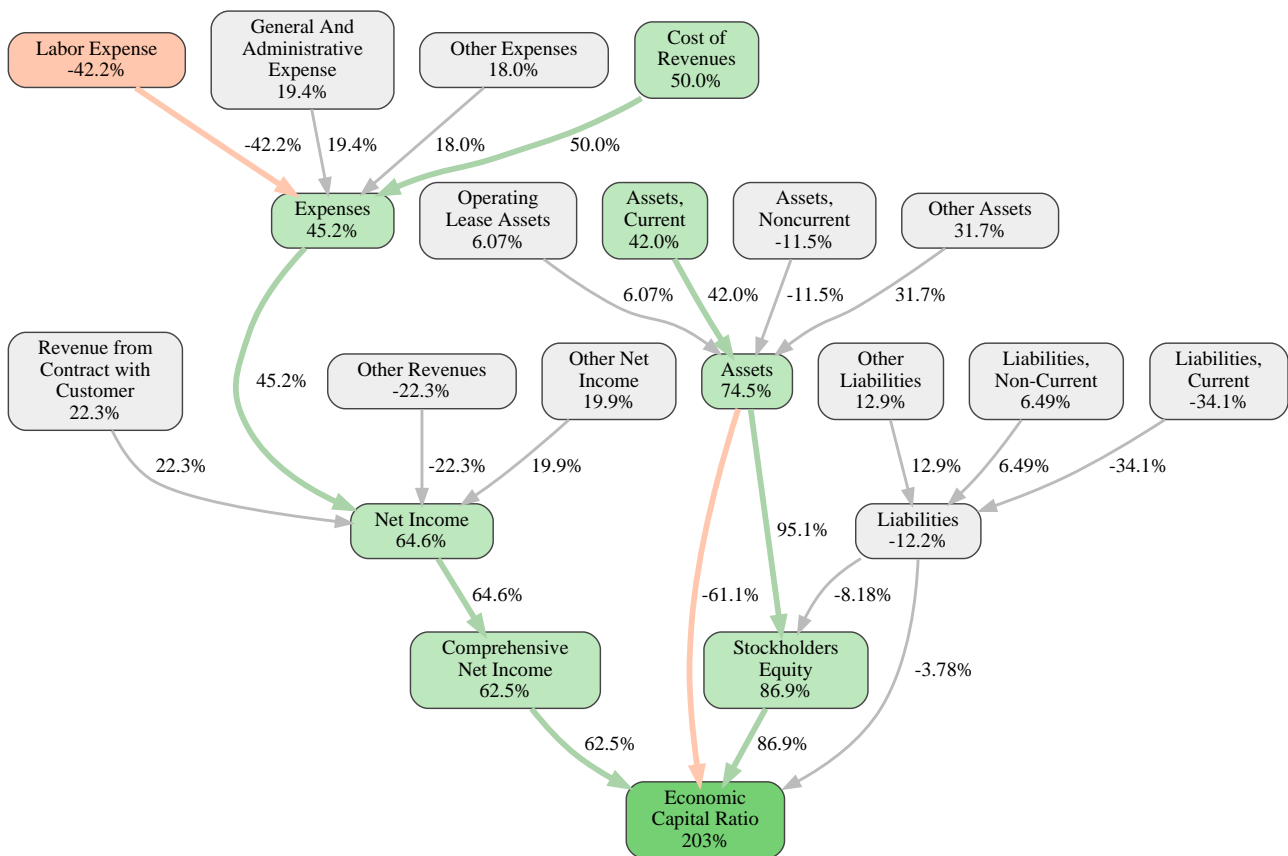 Labor Expense
-42.2%
General And
Administrative
Expense
19.4%
Other Expenses
18.0%
Cost of
Revenues
50.0%
-42.2%
19.4%
18.0%
50.0%
Expenses
45.2%
Operating
Lease Assets
6.07%
Assets,
Current
42.0%
Assets,
Noncurrent
-11.5%
Other Assets
31.7%
6.07%
42.0%
-11.5%
31.7%
Revenue from
Contract with
Customer
22.3%
45.2%
Other Revenues
-22.3%
Other Net
Income
19.9%
Assets
74.5%
Other
Liabilities
12.9%
Liabilities,
Non-Current
6.49%
Liabilities,
Current
-34.1%
22.3%
-22.3%
19.9%
12.9%
6.49%
-34.1%
Net Income
64.6%
95.1%
Liabilities
-12.2%
64.6%
-61.1%
-8.18%
Comprehensive
Net Income
62.5%
Stockholders
Equity
86.9%
-3.78%
62.5%
86.9%
Economic
Capital Ratio
203%